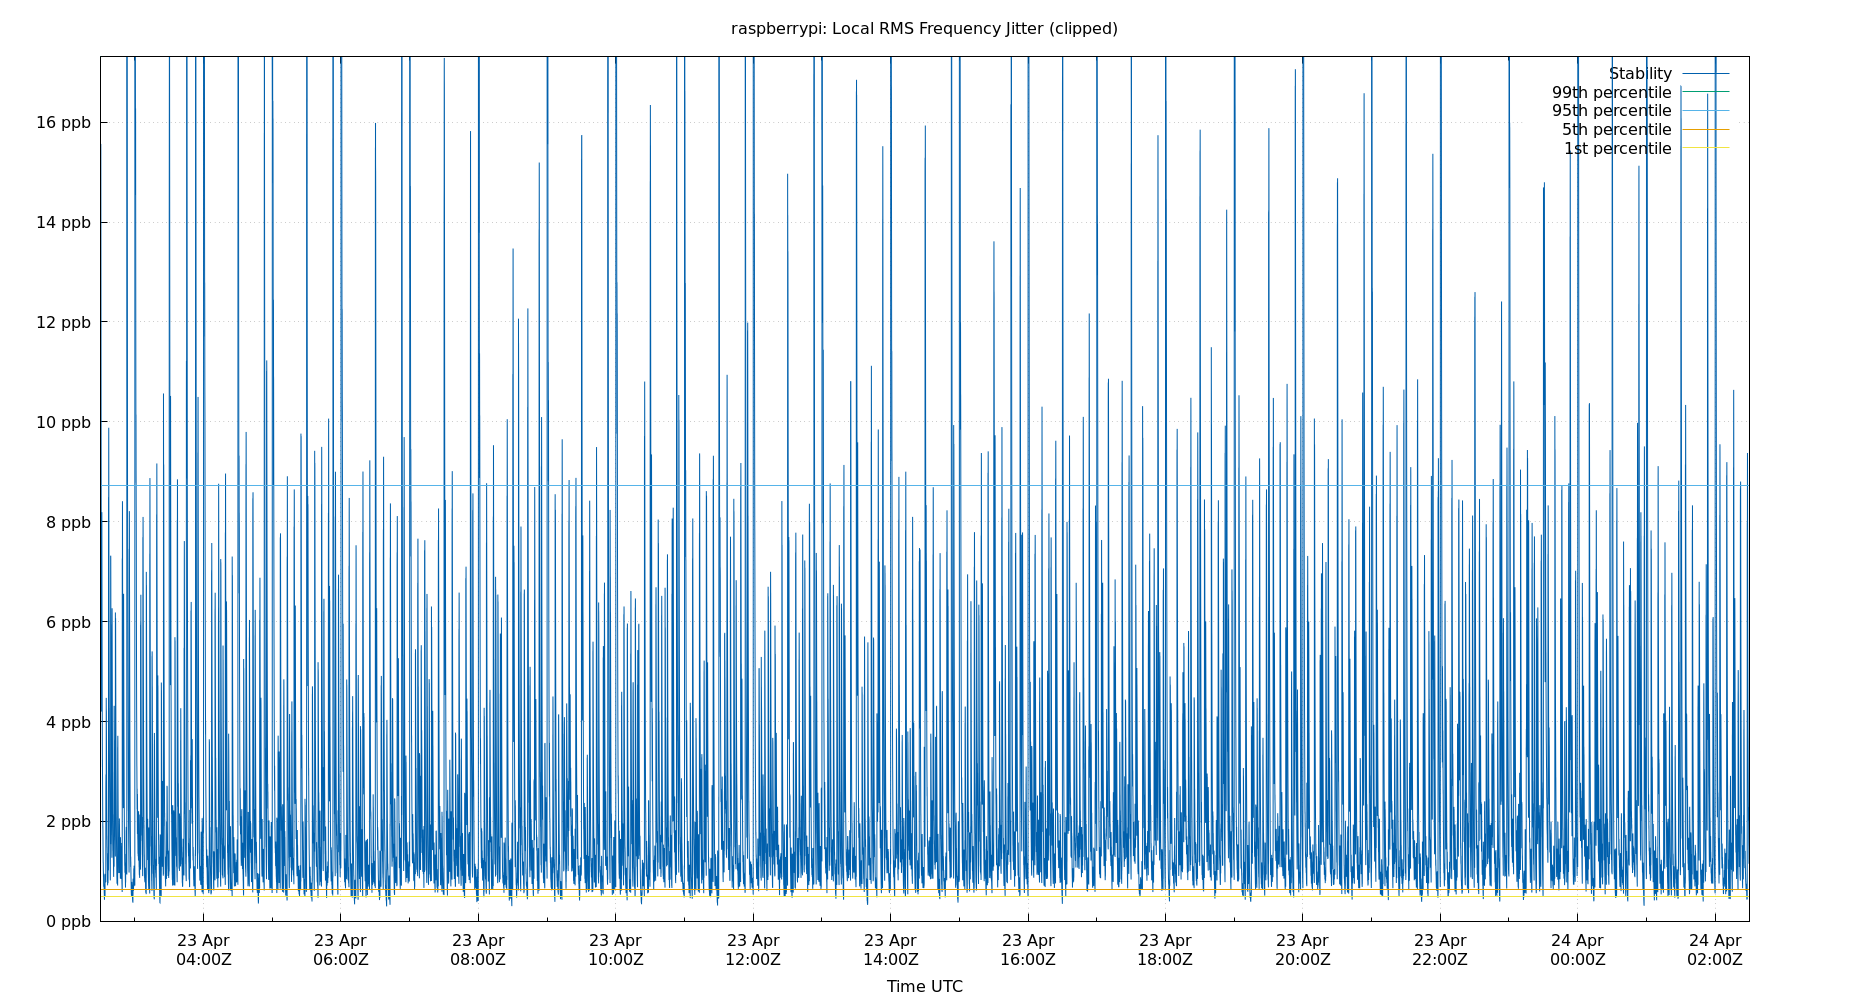 raspberrypi: Local RMS Frequency Jitter (clipped)
Stability
99th percentile
95th percentile
5th percentile
1st percentile
16 ppb
14 ppb
12 ppb
10 ppb
8 ppb
6 ppb
4 ppb
2 ppb
0 ppb
23 Apr 23 Apr 23 Apr 23 Apr 23 Apr 23 Apr 23 Apr 23 Apr 23 Apr 23 Apr 24 Apr 24 Apr
04:00Z 06:00Z 08:00Z 10:00Z 12:00Z 14:00Z 16:00Z 18:00Z 20:00Z 22:00Z 00:00Z 02:00Z
Time UTC